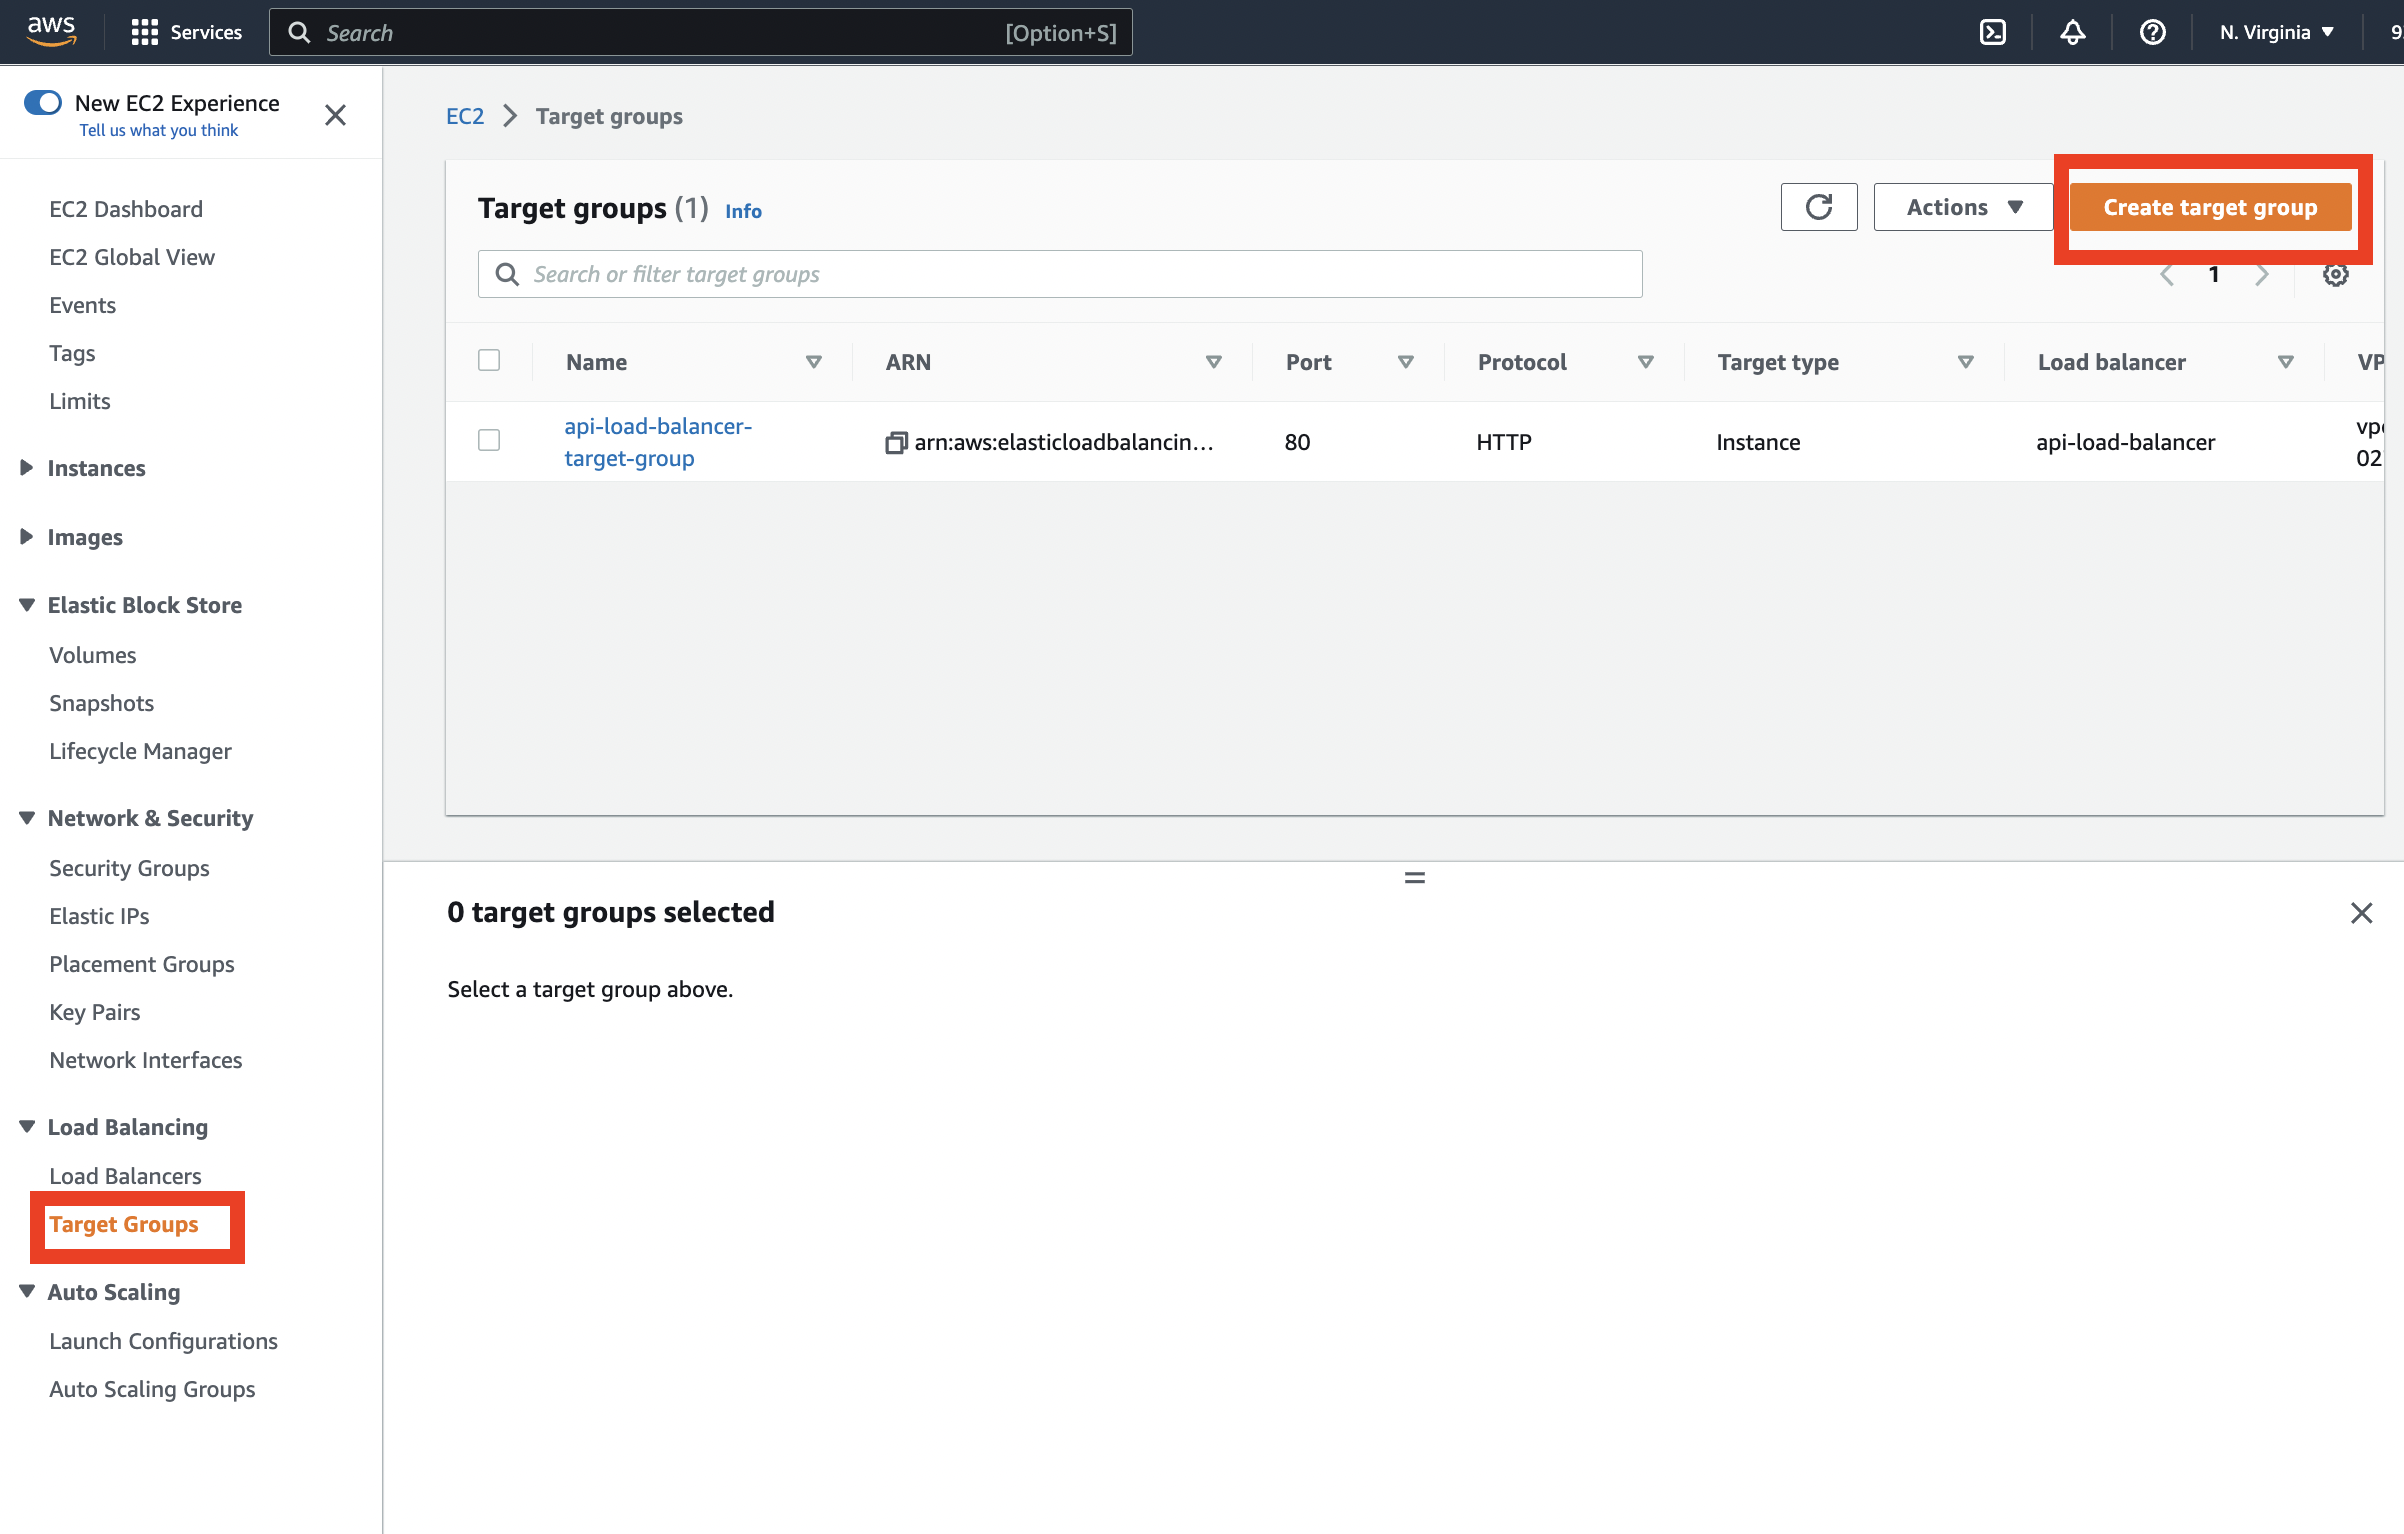 aws
Services
Search
[Option+S]
N. Virginia
9
New EC2 Experience
Tell us what you think
EC2 Dashboard
EC2 Global View
Events
Tags
Limits
Instances
Images
Elastic Block Store
Volumes
Snapshots
Lifecycle Manager
Network & Security
Security Groups
Elastic IPs
Placement Groups
Key Pairs
Network Interfaces
Load Balancing
Load Balancers
Target Groups
Auto Scaling
Launch Configurations
Auto Scaling Groups
EC2 > Target groups
Target groups (1) Info
Actions
Create target group
Search or filter target groups
1
Name ARN Port Protocol Target type Load balancer VP
api-load-balancer-
target-group
arn:aws:elasticloadbalancin... 80 HTTP Instance api-load-balancer
vpc
02
0 target groups selected
Select a target group above.